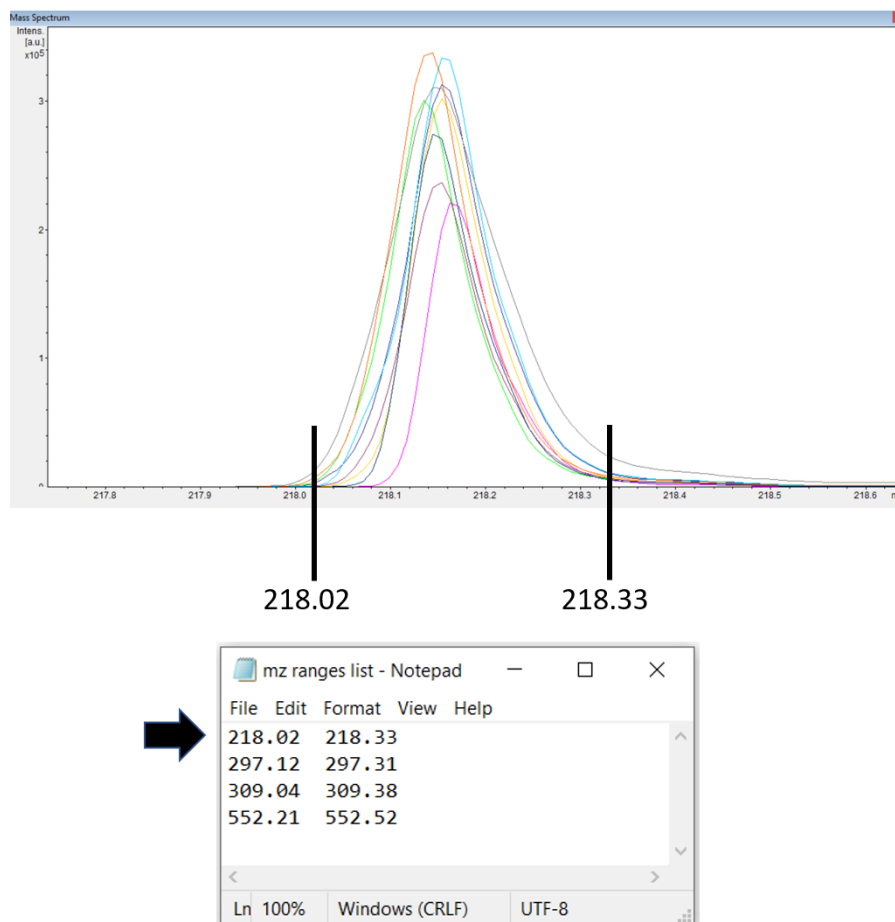 Mass Spectrum
Intens.
[a.u.]
x10⁵
3
2
1
0
217.8 217.9 218.0 218.1 218.2 218.3 218.4 218.5 218.6
218.02 218.33
mz ranges list - Notepad
File Edit Format View Help
218.02 218.33
297.12 297.31
309.04 309.38
552.21 552.52
Ln 100% Windows (CRLF) UTF-8